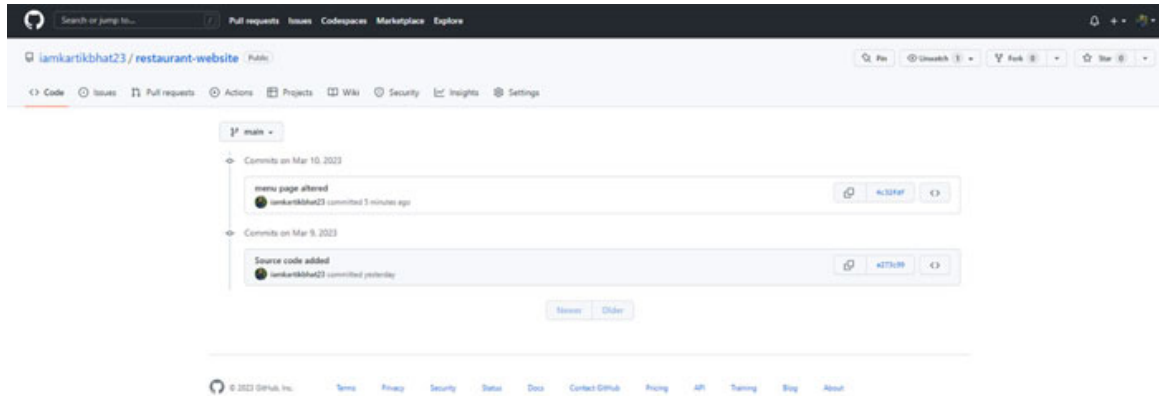 Search or jump to... / Pull requests Issues Codespaces Marketplace Explore
iamkartikbhat23 / restaurant-website Public Pin Unwatch 1 Fork 0 Star 0
Code Issues Pull requests Actions Projects Wiki Security Insights Settings
main
Commits on Mar 10, 2023
menu page altered
iamkartikbhat23 committed 5 minutes ago
Commits on Mar 9, 2023
Source code added
iamkartikbhat23 committed yesterday
Newer Older
© 2023 GitHub, Inc. Terms Privacy Security Status Docs Contact GitHub Pricing API Training Blog About